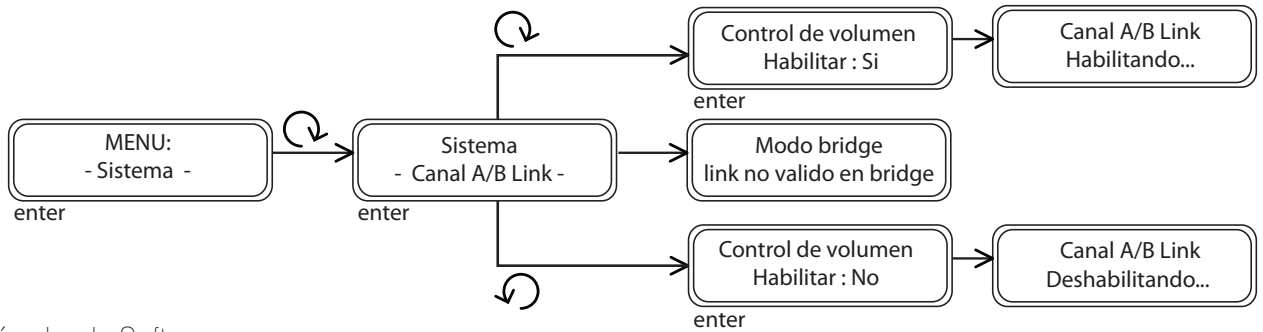 Control de volumen
Habilitar : Si
enter
Canal A/B Link
Habilitando...
MENU:
- Sistema -
enter
Sistema
- Canal A/B Link -
enter
Modo bridge
link no valido en bridge
Control de volumen
Habilitar : No
enter
Canal A/B Link
Deshabilitando...